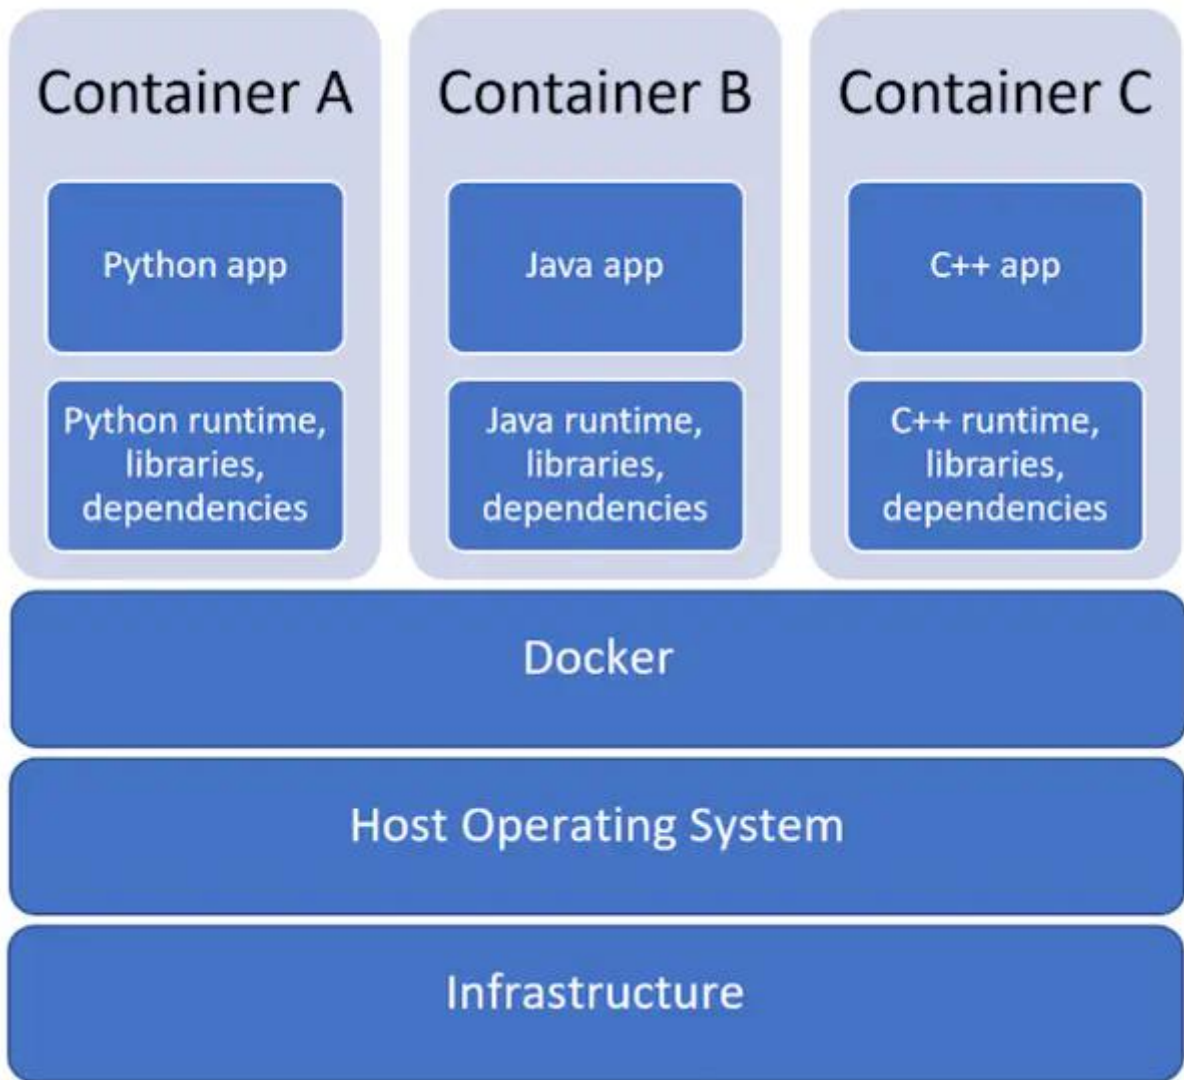 Container A
Container B
Container C
Python app
Java app
C++ app
Python runtime,
libraries,
dependencies
Java runtime,
libraries,
dependencies
C++ runtime,
libraries,
dependencies
Docker
Host Operating System
Infrastructure